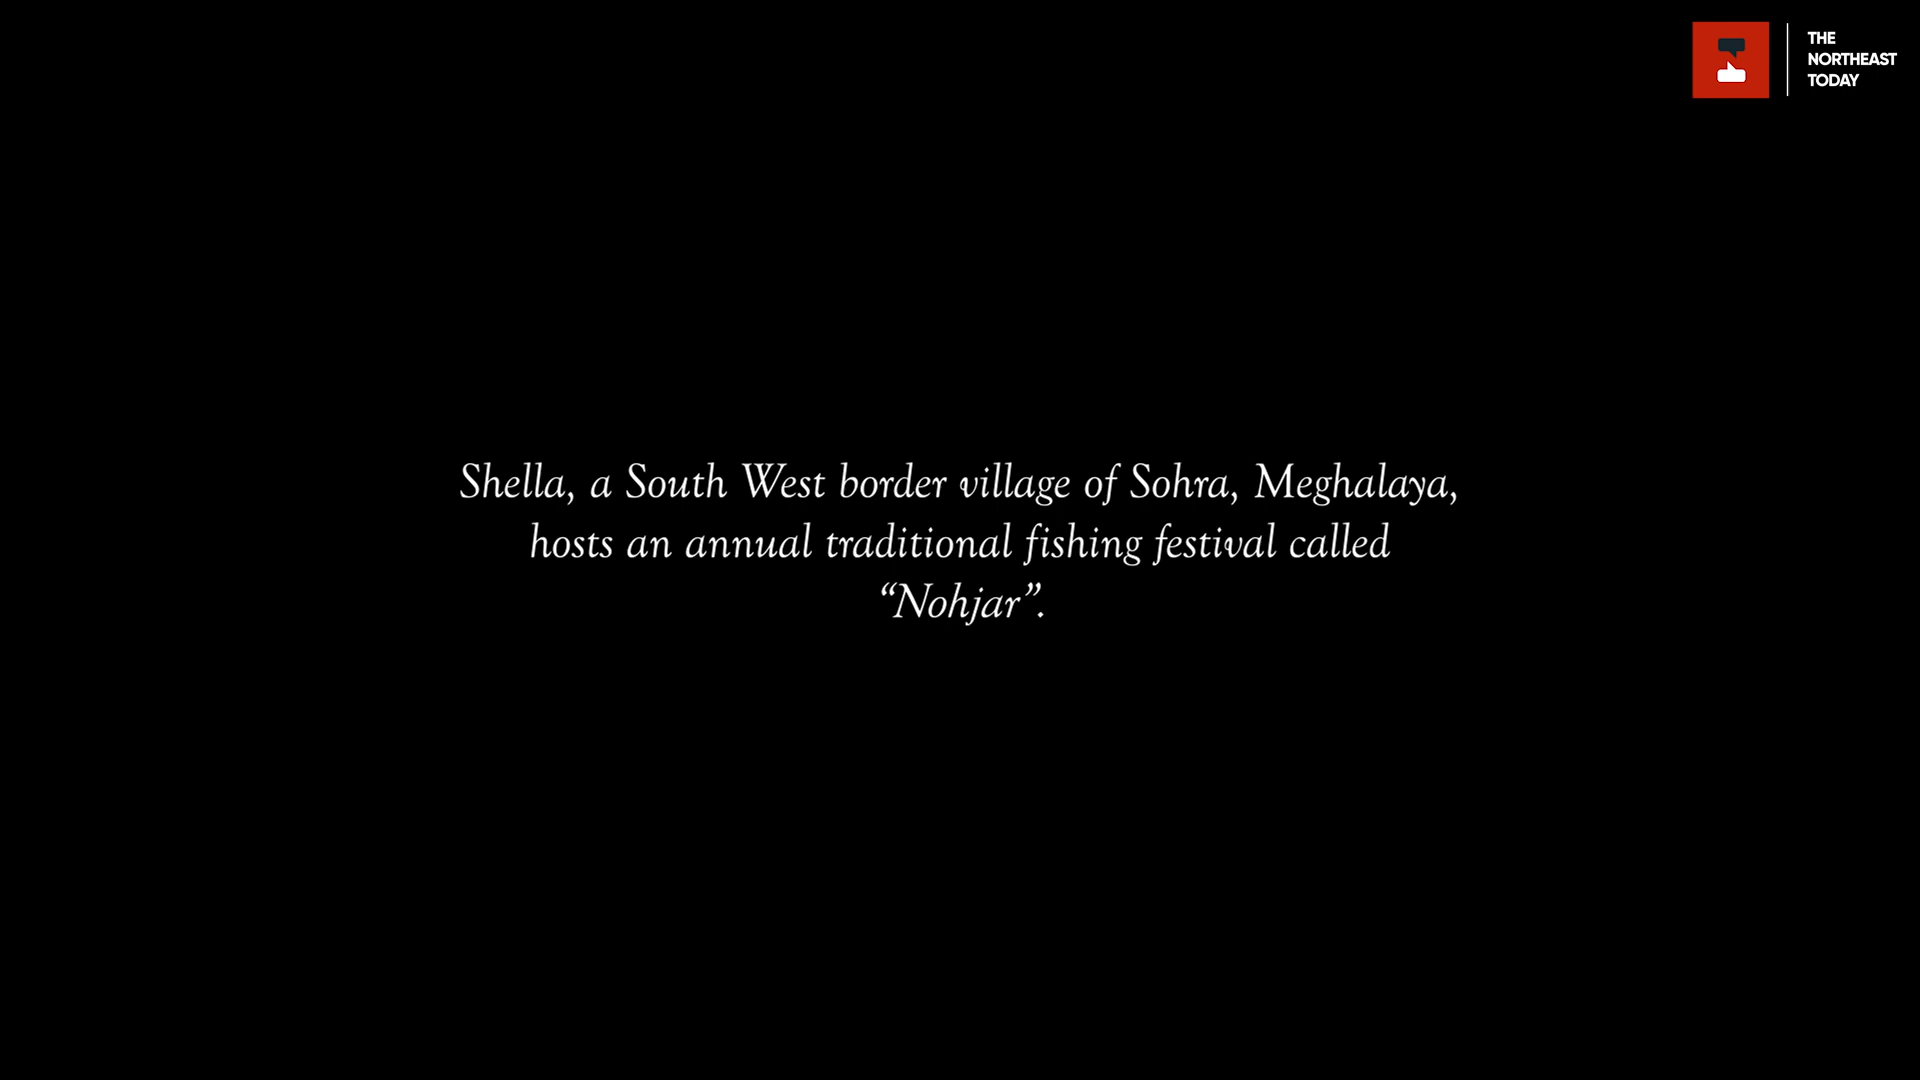 THE
NORTHEAST
TODAY
Shella, a South West border village of Sohra, Meghalaya,
hosts an annual traditional fishing festival called
“Nohjar”.